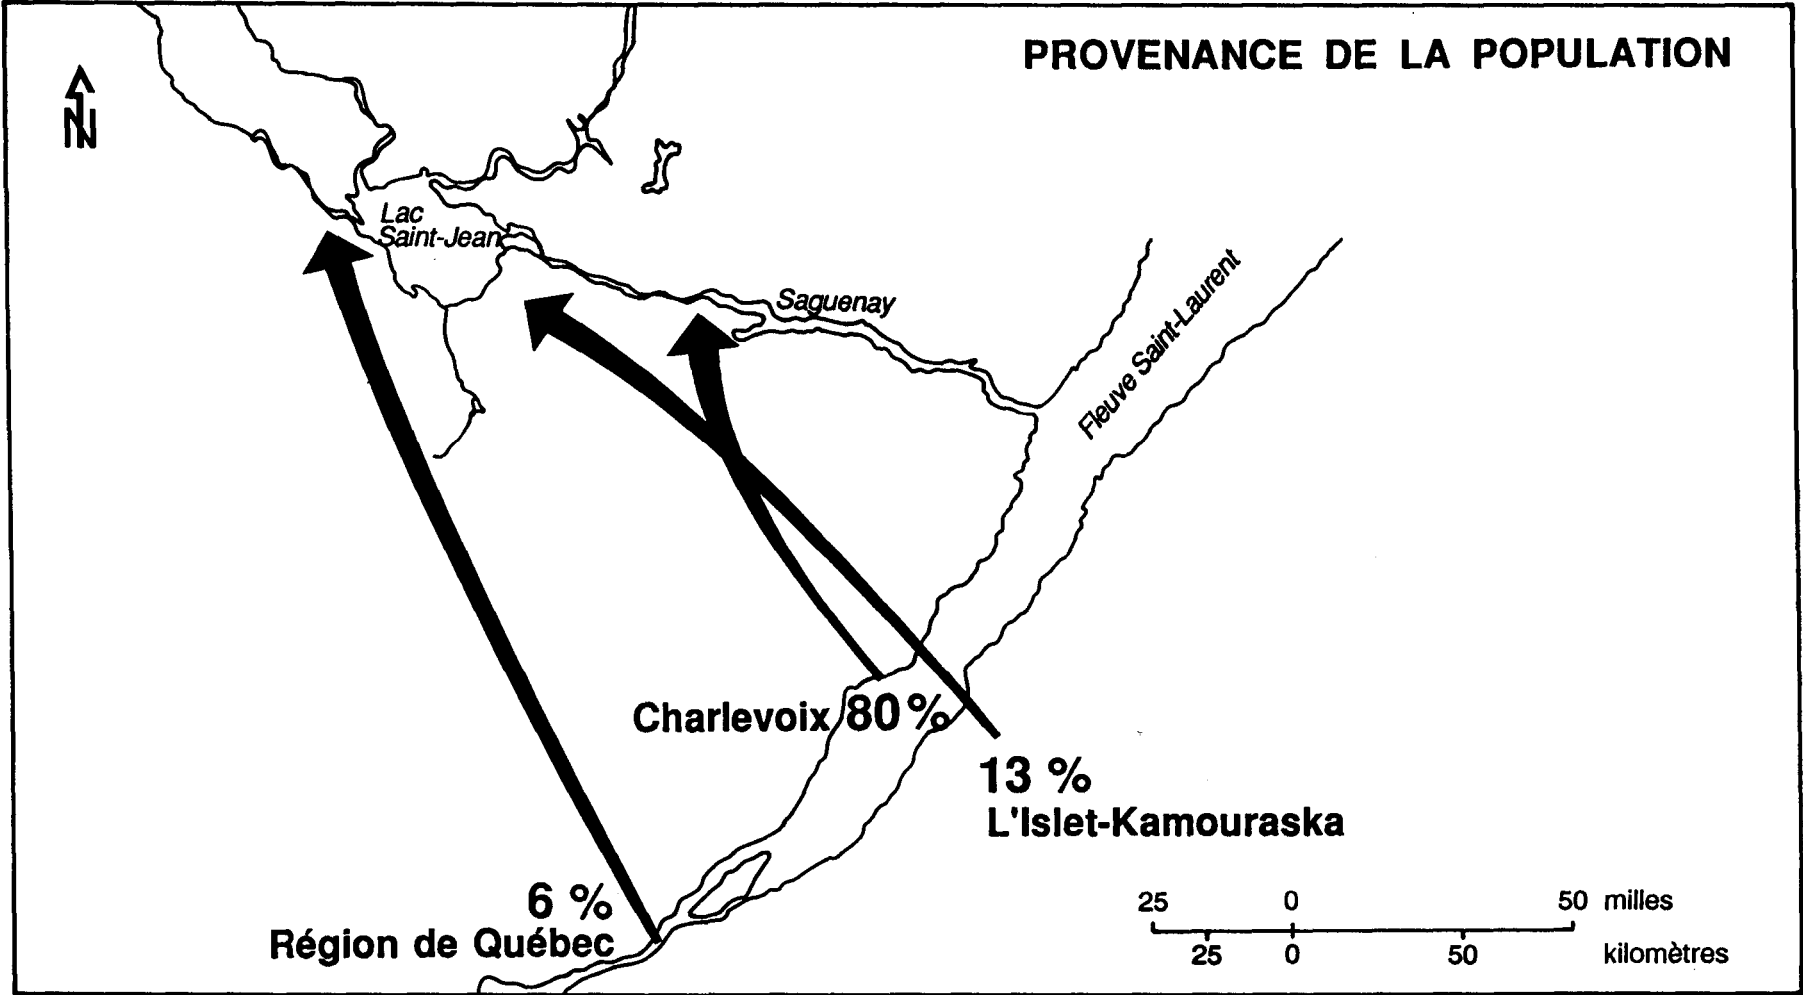 PROVENANCE DE LA POPULATION
N
Lac
Saint-Jean
Saguenay
Fleuve Saint-Laurent
Charlevoix 80 %
13 %
L'Islet-Kamouraska
6 %
Région de Québec
25 0 50 milles
25 0 50 kilomètres